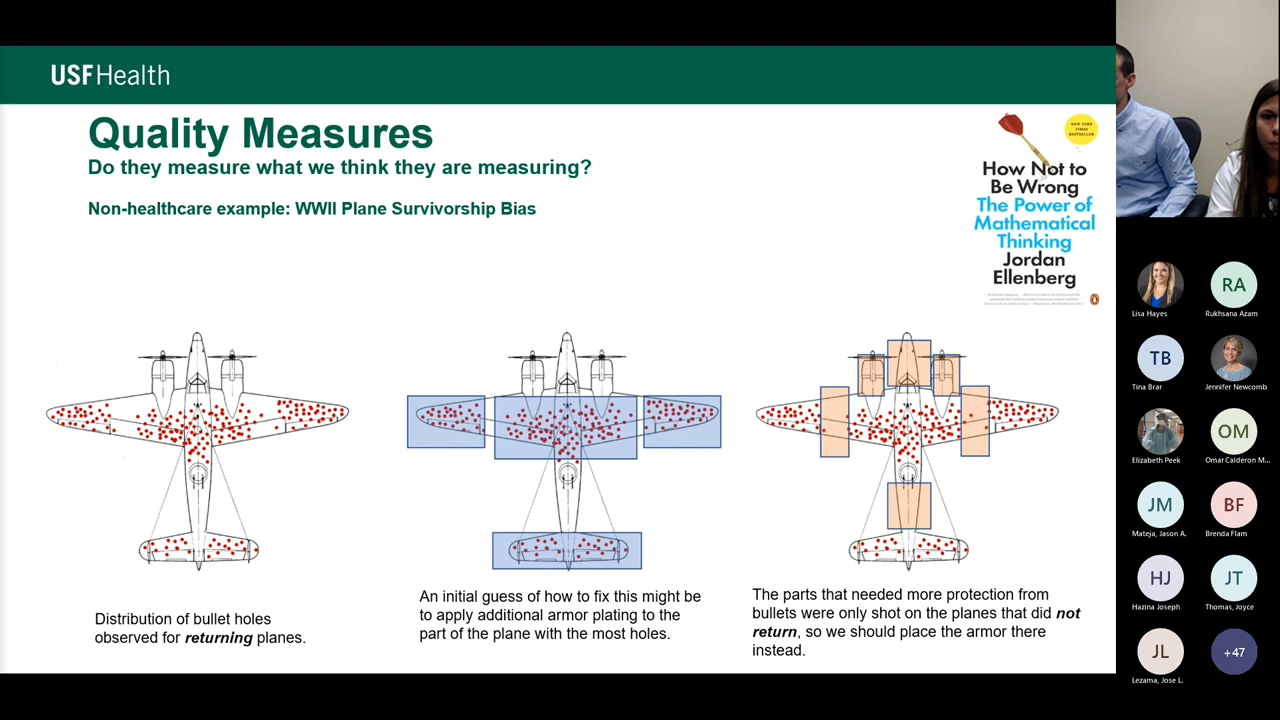 USF Health
Quality Measures
Do they measure what we think they are measuring?
Non-healthcare example: WWII Plane Survivorship Bias
NEW YORK
TIMES
BESTSELLER
How Not to
Be Wrong
The Power of
Mathematical
Thinking
Jordan
Ellenberg
Distribution of bullet holes
observed for returning planes.
An initial guess of how to fix this might be
to apply additional armor plating to the
part of the plane with the most holes.
The parts that needed more protection from
bullets were only shot on the planes that did not
return, so we should place the armor there
instead.
Lisa Hayes
RA
Rukhsana Azam
TB
Tina Brar
Jennifer Newcomb
Elizabeth Peek
OM
Omar Calderon M...
JM
Mateja, Jason A.
BF
Brenda Flam
HJ
Hazina Joseph
JT
Thomas, Joyce
JL
Lezama, Jose L.
+47